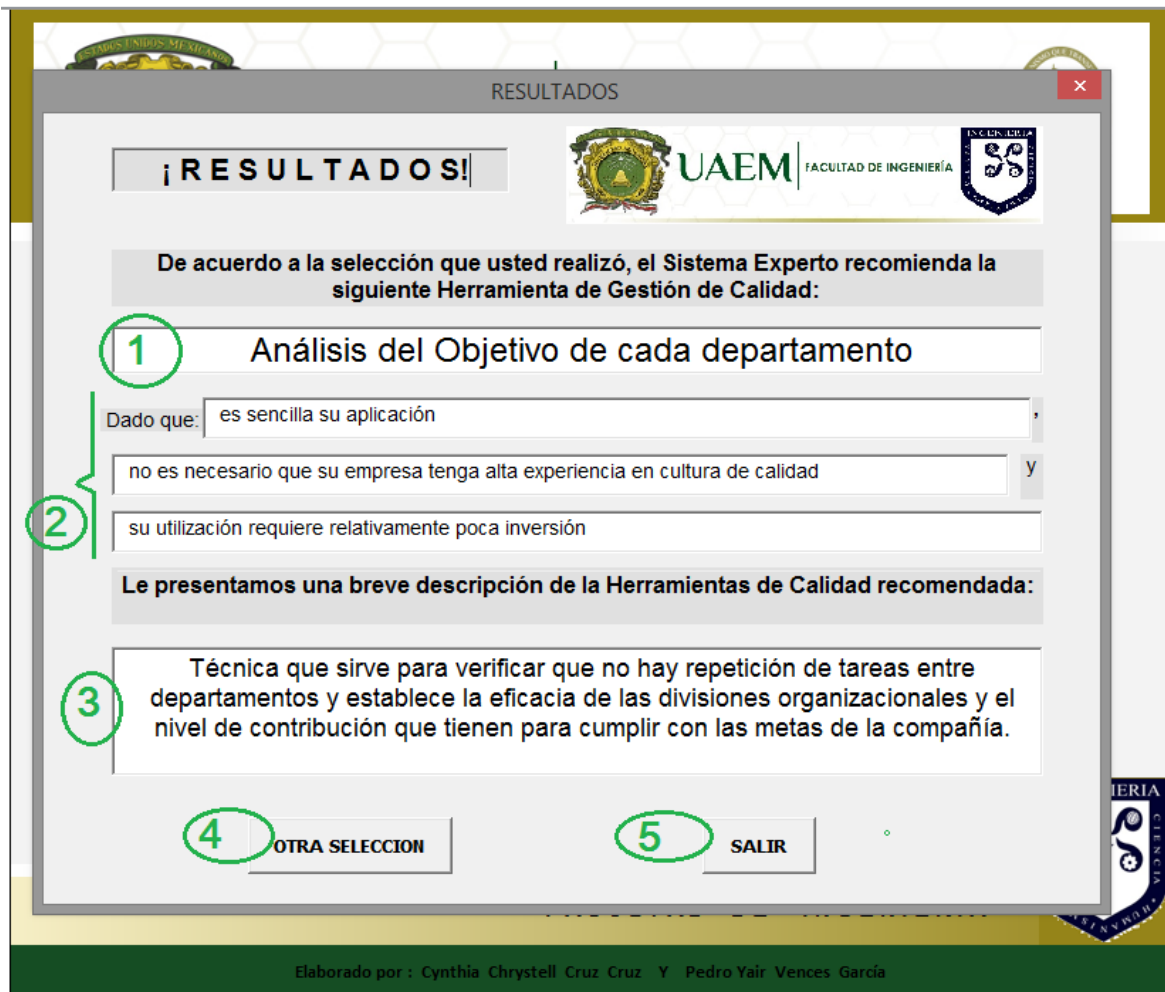 ESTADOS UNIDOS MEXICANOS
RESULTADOS
¡ R E S U L T A D O S!
UAEM FACULTAD DE INGENIERÍA
INGENIERIA
De acuerdo a la selección que usted realizó, el Sistema Experto recomienda la
siguiente Herramienta de Gestión de Calidad:
1 Análisis del Objetivo de cada departamento
Dado que: es sencilla su aplicación ,
no es necesario que su empresa tenga alta experiencia en cultura de calidad y
2
su utilización requiere relativamente poca inversión
Le presentamos una breve descripción de la Herramientas de Calidad recomendada:
Técnica que sirve para verificar que no hay repetición de tareas entre
3 departamentos y establece la eficacia de las divisiones organizacionales y el
nivel de contribución que tienen para cumplir con las metas de la compañía.
4 OTRA SELECCION 5 SALIR
IERIA
CIENCIA
Elaborado por : Cynthia Chrystell Cruz Cruz Y Pedro Yair Vences García